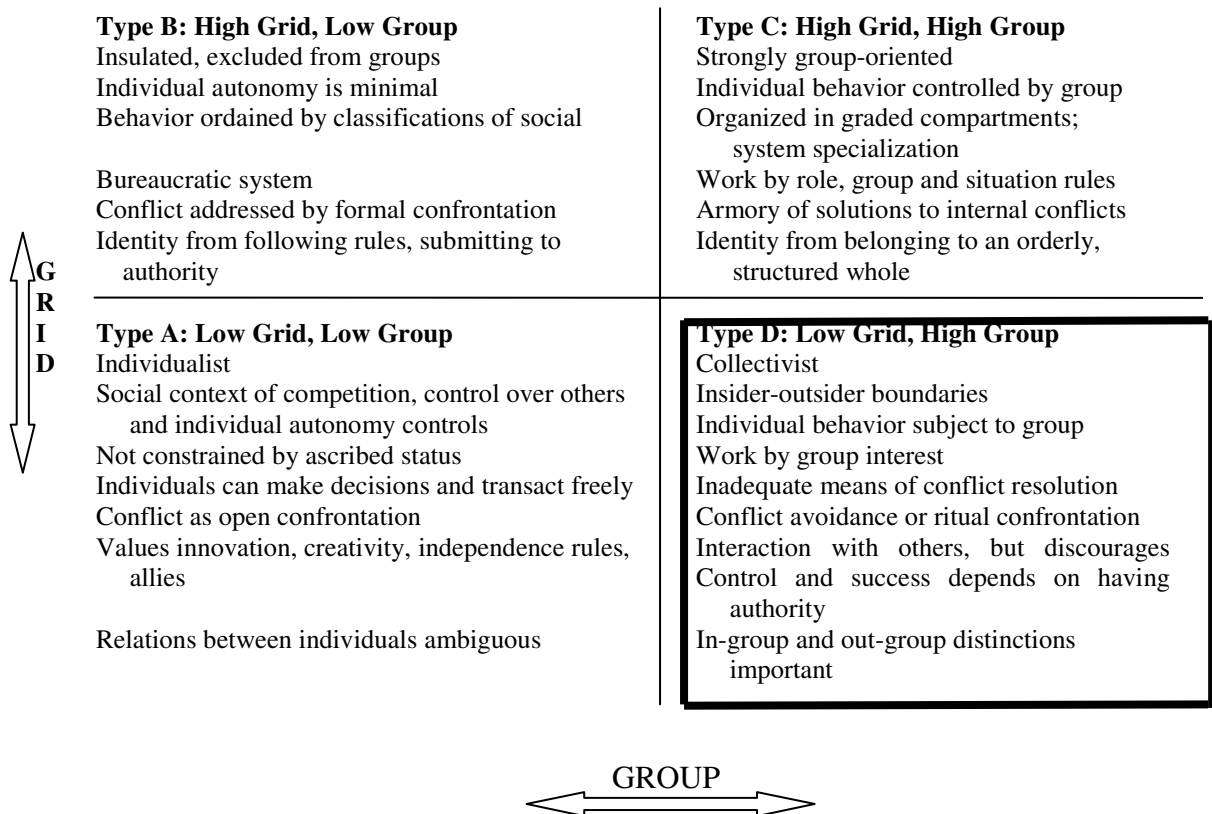 Type B: High Grid, Low Group
Insulated, excluded from groups
Individual autonomy is minimal
Behavior ordained by classifications of social
Bureaucratic system
Conflict addressed by formal confrontation
Identity from following rules, submitting to
authority
Type C: High Grid, High Group
Strongly group-oriented
Individual behavior controlled by group
Organized in graded compartments;
system specialization
Work by role, group and situation rules
Armory of solutions to internal conflicts
Identity from belonging to an orderly,
structured whole
G
R
I
D
Type A: Low Grid, Low Group
Individualist
Social context of competition, control over others
and individual autonomy controls
Not constrained by ascribed status
Individuals can make decisions and transact freely
Conflict as open confrontation
Values innovation, creativity, independence rules,
allies
Relations between individuals ambiguous
Type D: Low Grid, High Group
Collectivist
Insider-outsider boundaries
Individual behavior subject to group
Work by group interest
Inadequate means of conflict resolution
Conflict avoidance or ritual confrontation
Interaction with others, but discourages
Control and success depends on having
authority
In-group and out-group distinctions
important
GROUP